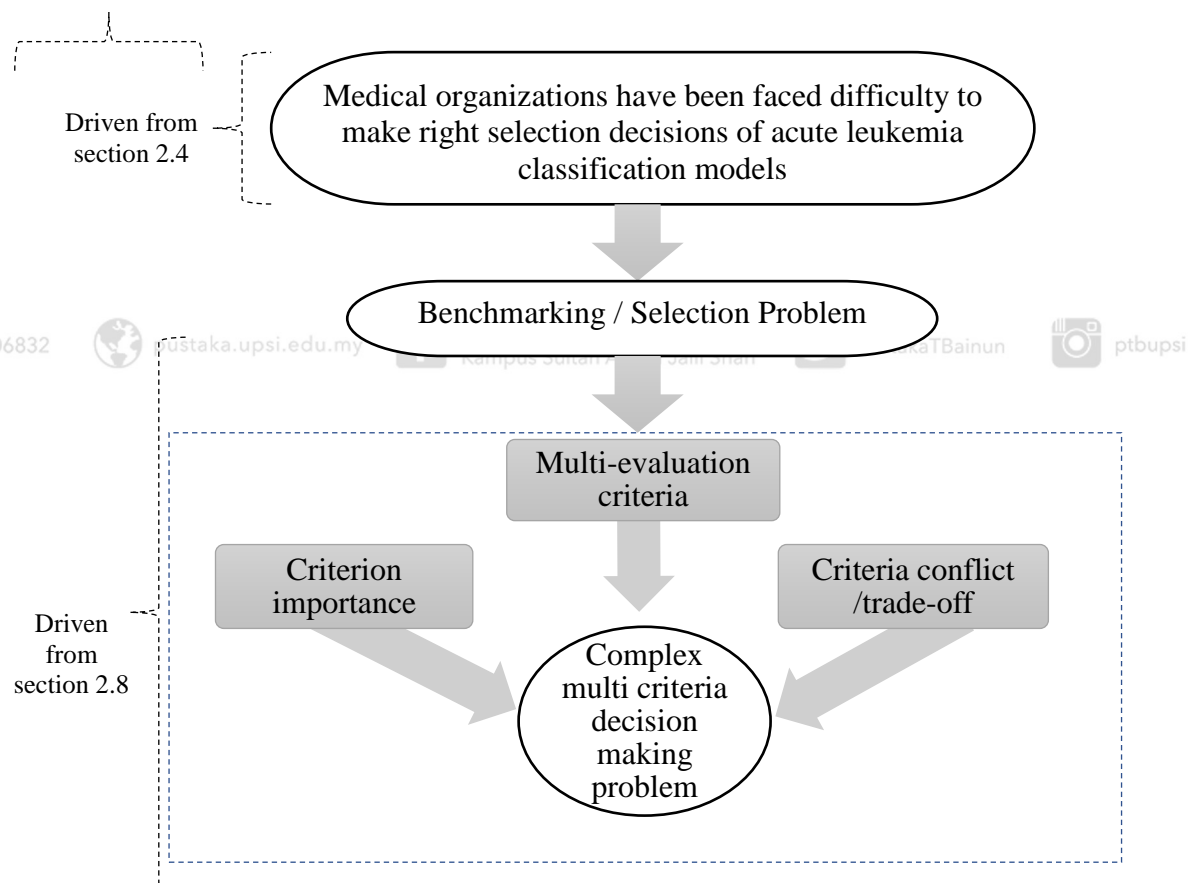 Driven from
section 2.4
Medical organizations have been faced difficulty to
make right selection decisions of acute leukemia
classification models
Benchmarking / Selection Problem
06832
pustaka.upsi.edu.my
ptbupsi
Multi-evaluation
criteria
Criterion
importance
Criteria conflict
/trade-off
Driven
from
section 2.8
Complex
multi criteria
decision
making
problem